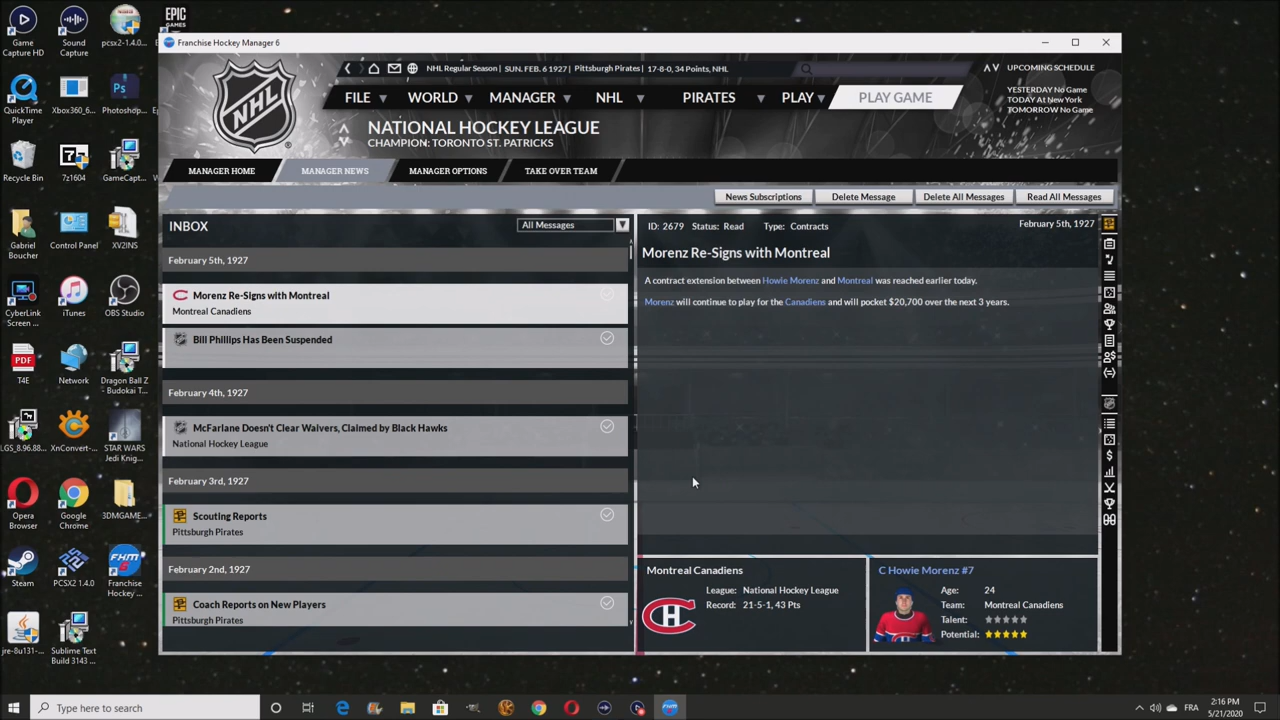 Game Capture HD
Sound Capture
pcsx2-1.4.0...
EPIC GAMES
QuickTime Player
Xbox360_6...
Photoshdp...
Recycle Bin
7z1604
GameCapt...
Gabriel Boucher
Control Panel
XV2INS
CyberLink Screen ...
iTunes
OBS Studio
T4E
Network
Dragon Ball Z - Budokai T...
LGS_8.96.88...
XnConvert-...
STAR WARS Jedi Knig...
Opera Browser
Google Chrome
3DMGAME...
Steam
PCSX2 1.4.0
Franchise Hockey ...
jre-8u131-...
Sublime Text Build 3143 ...
Franchise Hockey Manager 6
NHL Regular Season | SUN. FEB. 6 1927 | Pittsburgh Pirates | 17-8-0, 34 Points, NHL
UPCOMING SCHEDULE
YESTERDAY No Game
TODAY At New York
TOMORROW No Game
NHL
FILE
WORLD
MANAGER
NHL
PIRATES
PLAY
PLAY GAME
NATIONAL HOCKEY LEAGUE
CHAMPION: TORONTO ST. PATRICKS
MANAGER HOME
MANAGER NEWS
MANAGER OPTIONS
TAKE OVER TEAM
News Subscriptions
Delete Message
Delete All Messages
Read All Messages
INBOX
All Messages
February 5th, 1927
Morenz Re-Signs with Montreal
Montreal Canadiens
Bill Phillips Has Been Suspended
February 4th, 1927
McFarlane Doesn't Clear Waivers, Claimed by Black Hawks
National Hockey League
February 3rd, 1927
Scouting Reports
Pittsburgh Pirates
February 2nd, 1927
Coach Reports on New Players
Pittsburgh Pirates
ID: 2679 Status: Read Type: Contracts
February 5th, 1927
Morenz Re-Signs with Montreal
A contract extension between Howie Morenz and Montreal was reached earlier today.
Morenz will continue to play for the Canadiens and will pocket $20,700 over the next 3 years.
Montreal Canadiens
League: National Hockey League
Record: 21-5-1, 43 Pts
C Howie Morenz #7
Age: 24
Team: Montreal Canadiens
Talent:
Potential:
Type here to search
FRA
2:16 PM
5/21/2020